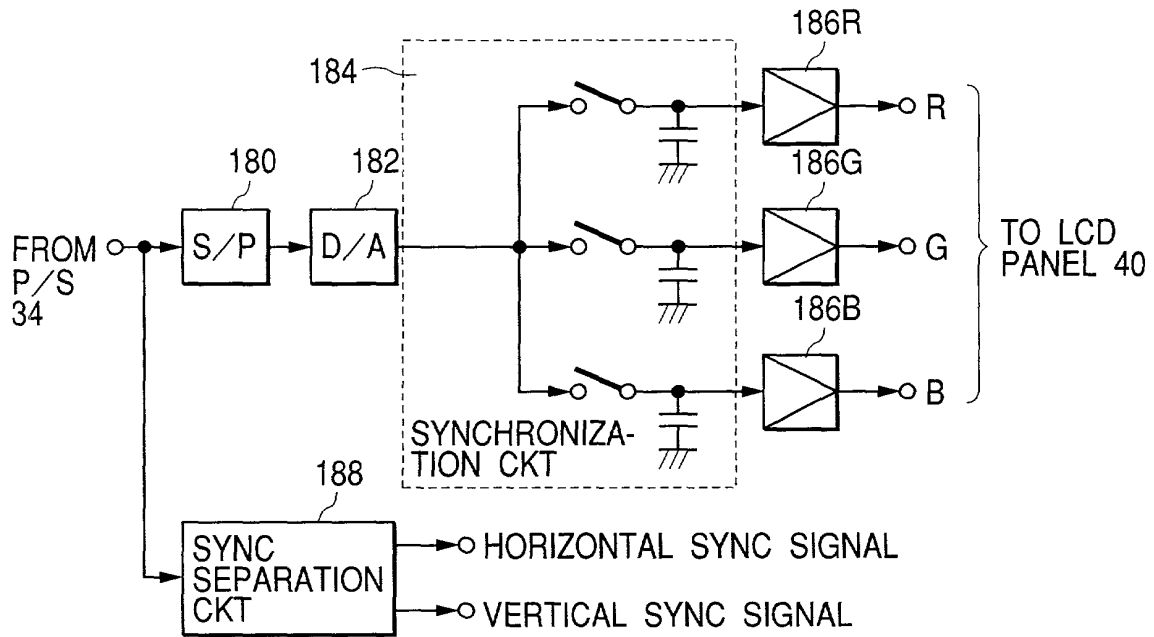 186R
184
R
180
182
186G
FROM
P/S
34
S/P
D/A
G
TO LCD
PANEL 40
186B
B
SYNCHRONIZA-
TION CKT
188
SYNC
SEPARATION
CKT
HORIZONTAL SYNC SIGNAL
VERTICAL SYNC SIGNAL